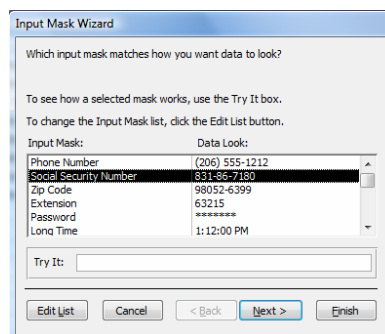 Input Mask Wizard
Which input mask matches how you want data to look?
To see how a selected mask works, use the Try It box.
To change the Input Mask list, click the Edit List button.
Input Mask: Data Look:
Phone Number (206) 555-1212
Social Security Number 831-86-7180
Zip Code 98052-6399
Extension 63215
Password *******
Long Time 1:12:00 PM
Try It:
Edit List Cancel < Back Next > Finish